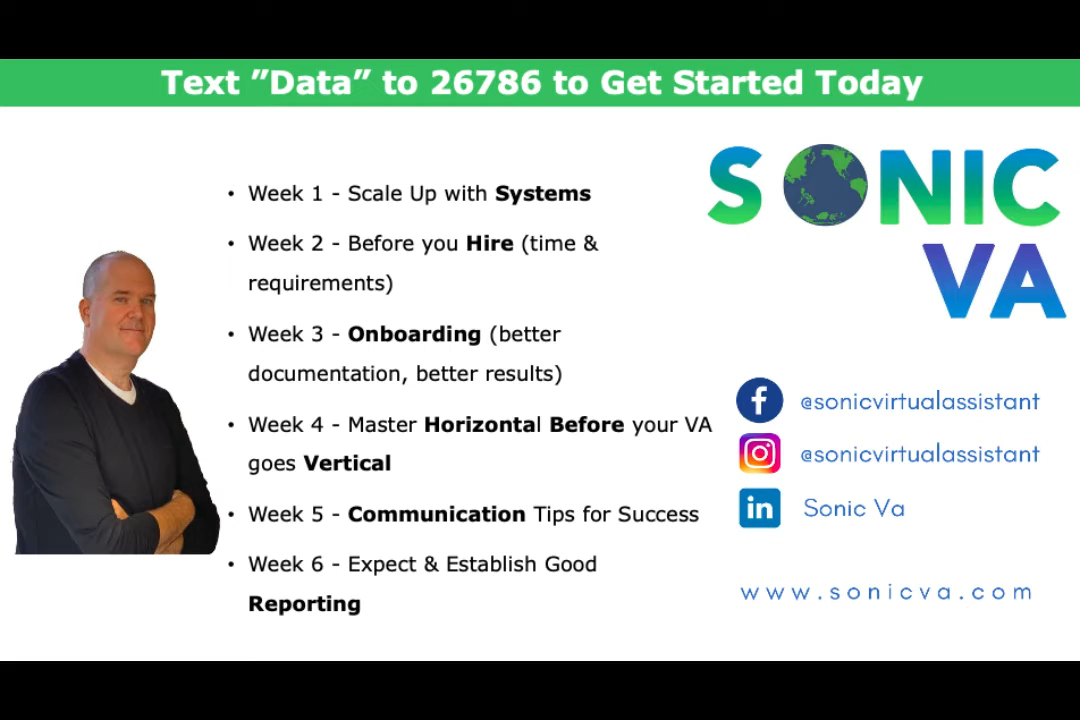 Text ”Data” to 26786 to Get Started Today
• Week 1 - Scale Up with Systems
• Week 2 - Before you Hire (time &
requirements)
• Week 3 - Onboarding (better
documentation, better results)
• Week 4 - Master Horizontal Before your VA
goes Vertical
• Week 5 - Communication Tips for Success
• Week 6 - Expect & Establish Good
Reporting
SONIC
VA
@sonicvirtualassistant
@sonicvirtualassistant
in Sonic Va
www.sonicva.com